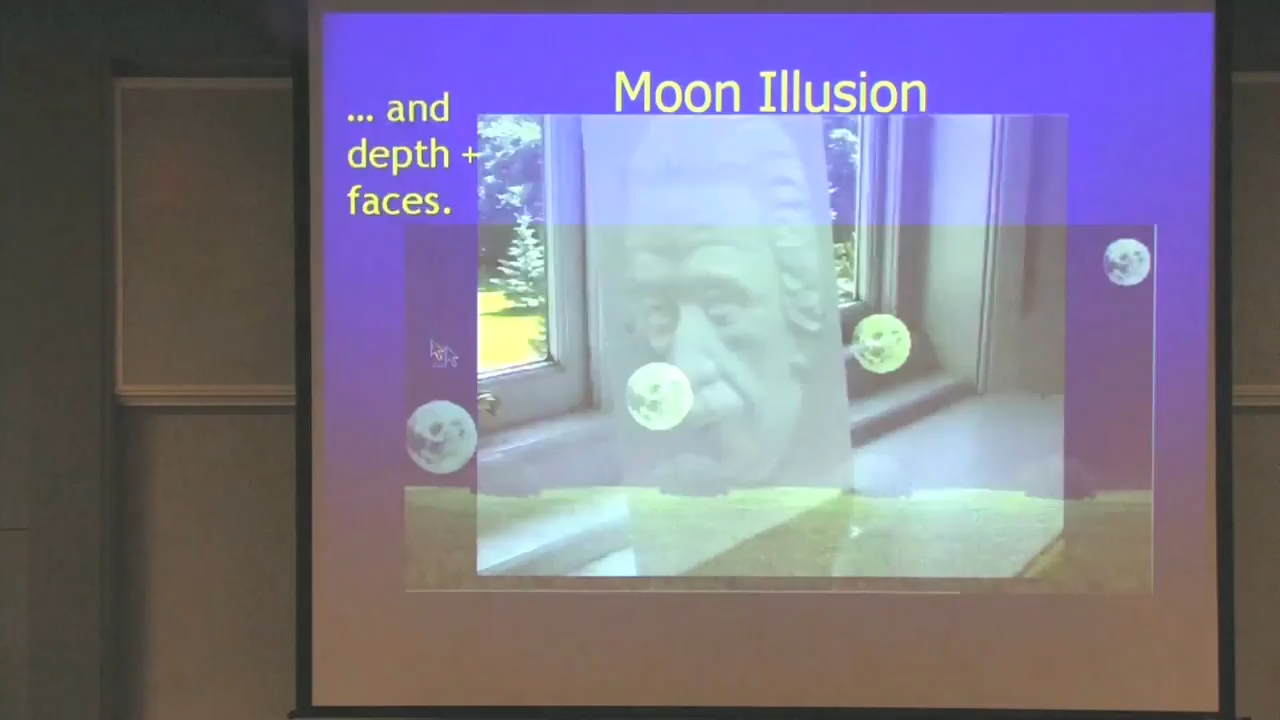 Moon Illusion
... and
depth +
faces.